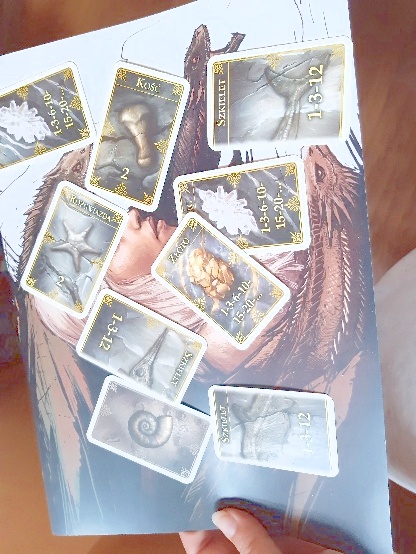 1-3-6-10-
15-20-...
KOŚĆ
2
SZKIELET
1-3-12
1-3-6-10-
15-20-...
ROZGWIAZDA
2
ZŁOTO
1-3-6-10-
15-20-...
SZKIELET
1-3-12
SZKIELET
1-3-12